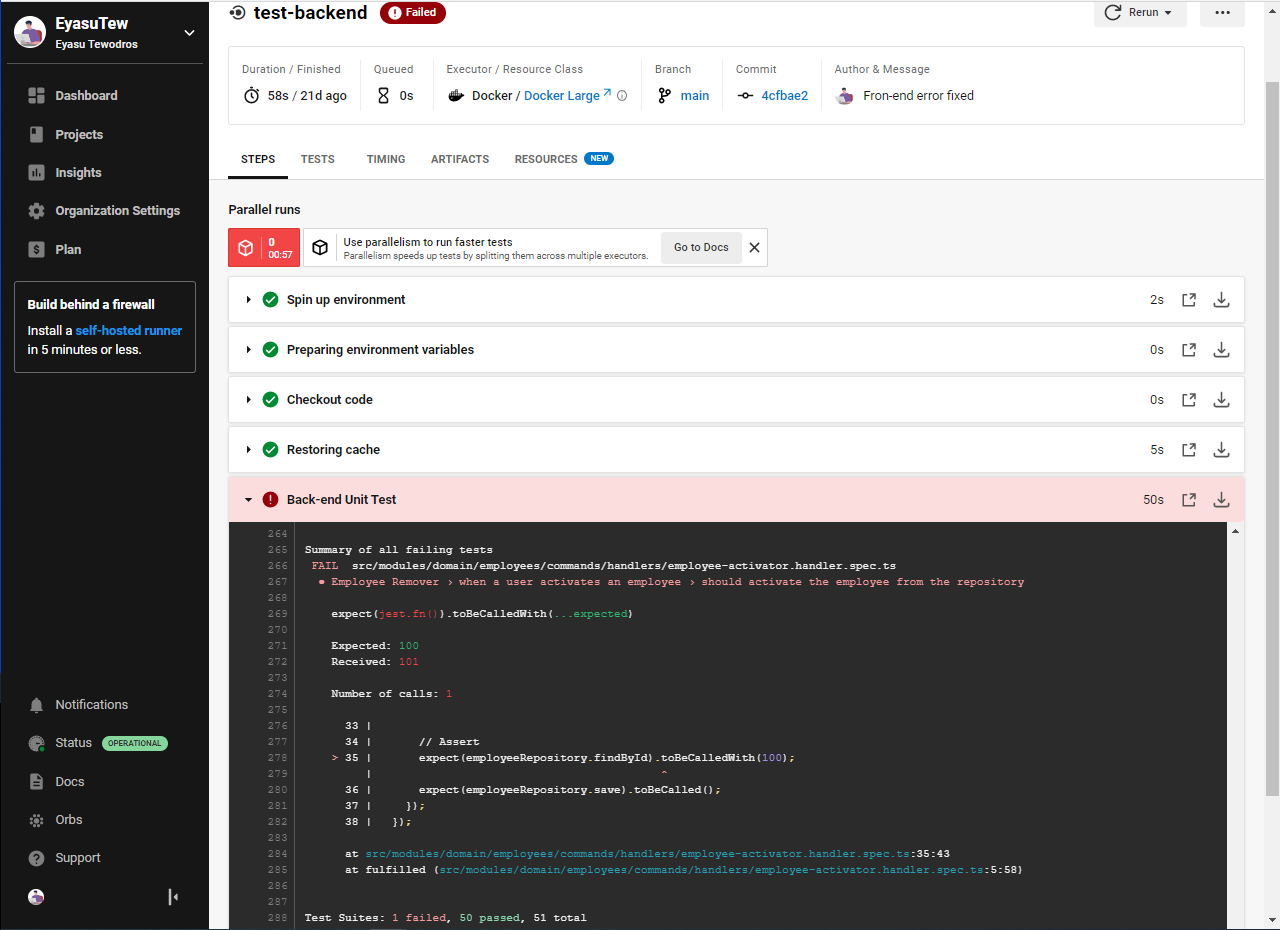 EyasuTew
Eyasu Tewodros
Dashboard
Projects
Insights
Organization Settings
Plan
Build behind a firewall
Install a self-hosted runner
in 5 minutes or less.
Notifications
Status OPERATIONAL
Docs
Orbs
Support
test-backend Failed
Rerun
Duration / Finished
58s / 21d ago
Queued
0s
Executor / Resource Class
Docker / Docker Large
Branch
main
Commit
4cfbae2
Author & Message
Fron-end error fixed
STEPS TESTS TIMING ARTIFACTS RESOURCES NEW
Parallel runs
0
00:57
Use parallelism to run faster tests
Parallelism speeds up tests by splitting them across multiple executors.
Go to Docs
Spin up environment 2s
Preparing environment variables 0s
Checkout code 0s
Restoring cache 5s
Back-end Unit Test 50s
264
265 Summary of all failing tests
266 FAIL src/modules/domain/employees/commands/handlers/employee-activator.handler.spec.ts
267 ● Employee Remover › when a user activates an employee › should activate the employee from the repository
268
269 expect(jest.fn()).toBeCalledWith(...expected)
270
271 Expected: 100
272 Received: 101
273
274 Number of calls: 1
275
276 33 |
277 34 | // Assert
278 > 35 | expect(employeeRepository.findById).toBeCalledWith(100);
279 | ^
280 36 | expect(employeeRepository.save).toBeCalled();
281 37 | });
282 38 | });
283
284 at src/modules/domain/employees/commands/handlers/employee-activator.handler.spec.ts:35:43
285 at fulfilled (src/modules/domain/employees/commands/handlers/employee-activator.handler.spec.ts:5:58)
286
287
288 Test Suites: 1 failed, 50 passed, 51 total